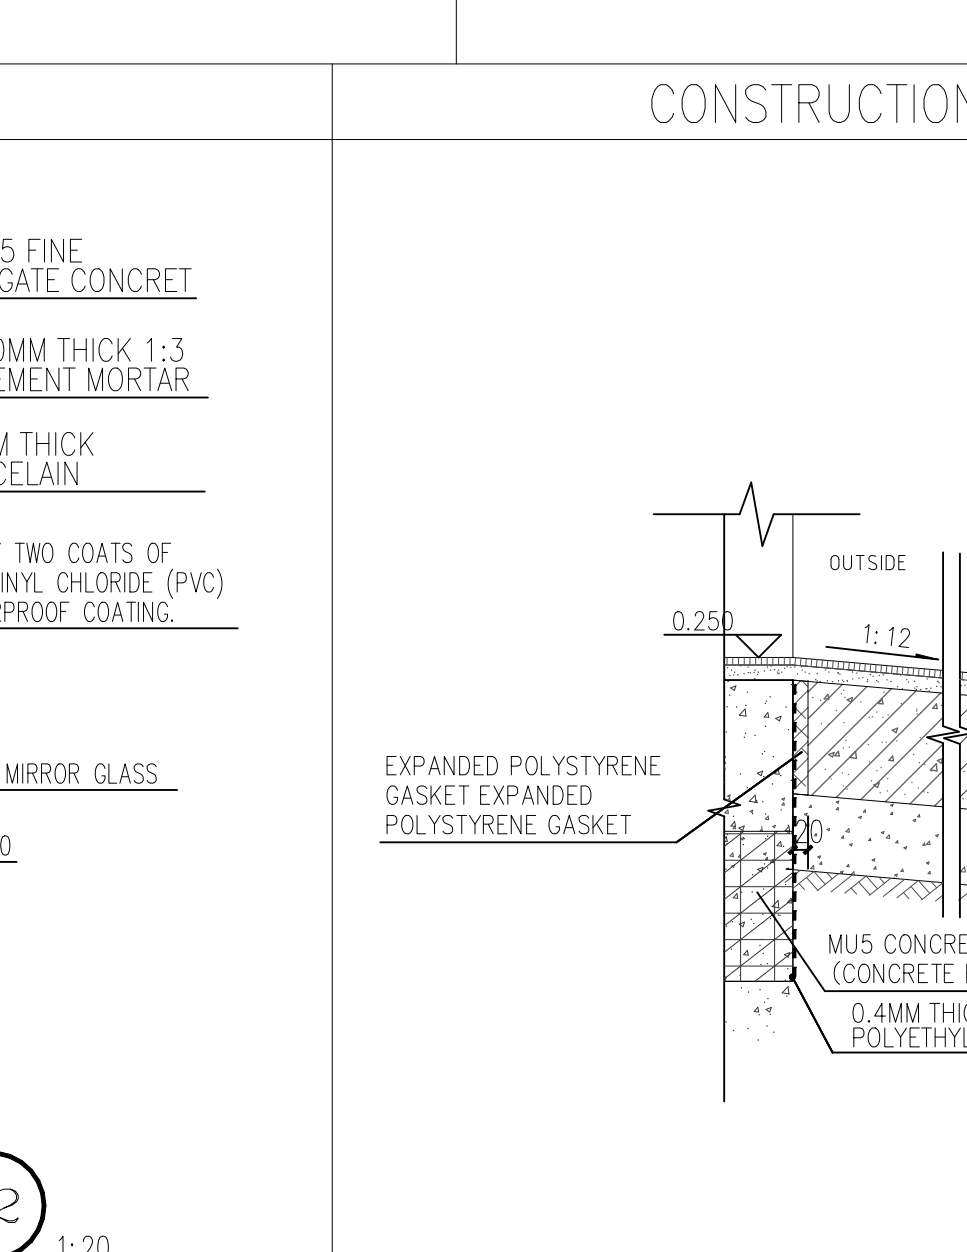 CONSTRUCTION
5 FINE
GATE CONCRET
0MM THICK 1:3
EMENT MORTAR
M THICK
CELAIN
TWO COATS OF
INYL CHLORIDE (PVC)
RPROOF COATING.
MIRROR GLASS
0
2
1:20
OUTSIDE
0.250
1:12
EXPANDED POLYSTYRENE
GASKET EXPANDED
POLYSTYRENE GASKET
20
MU5 CONCRE
(CONCRETE
0.4MM THIC
POLYETHYL